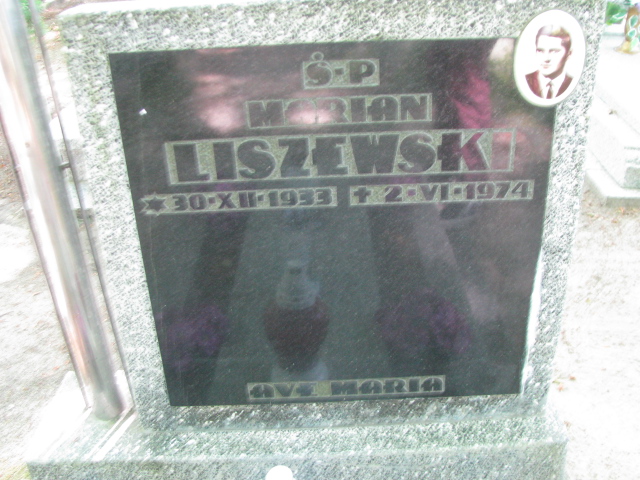 Ś·P
MARIAN
LISZEWSKI
✶30·XII·1933 ✝2·VI·1974
AVE MARIA